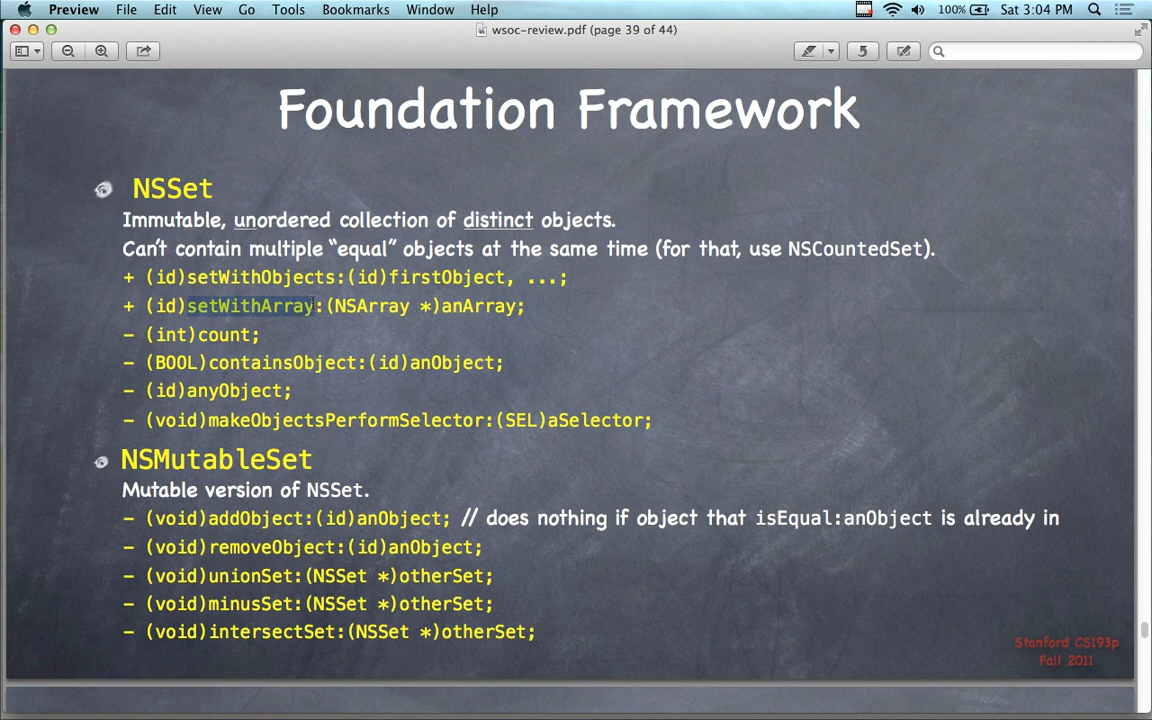 Preview File Edit View Go Tools Bookmarks Window Help 100% Sat 3:04 PM
wsoc-review.pdf (page 39 of 44)
Foundation Framework
NSSet
Immutable, unordered collection of distinct objects.
Can't contain multiple "equal" objects at the same time (for that, use NSCountedSet).
+ (id)setWithObjects:(id)firstObject, ...;
+ (id)setWithArray:(NSArray *)anArray;
- (int)count;
- (BOOL)containsObject:(id)anObject;
- (id)anyObject;
- (void)makeObjectsPerformSelector:(SEL)aSelector;
NSMutableSet
Mutable version of NSSet.
- (void)addObject:(id)anObject; // does nothing if object that isEqual:anObject is already in
- (void)removeObject:(id)anObject;
- (void)unionSet:(NSSet *)otherSet;
- (void)minusSet:(NSSet *)otherSet;
- (void)intersectSet:(NSSet *)otherSet;
Stanford CS193p
Fall 2011